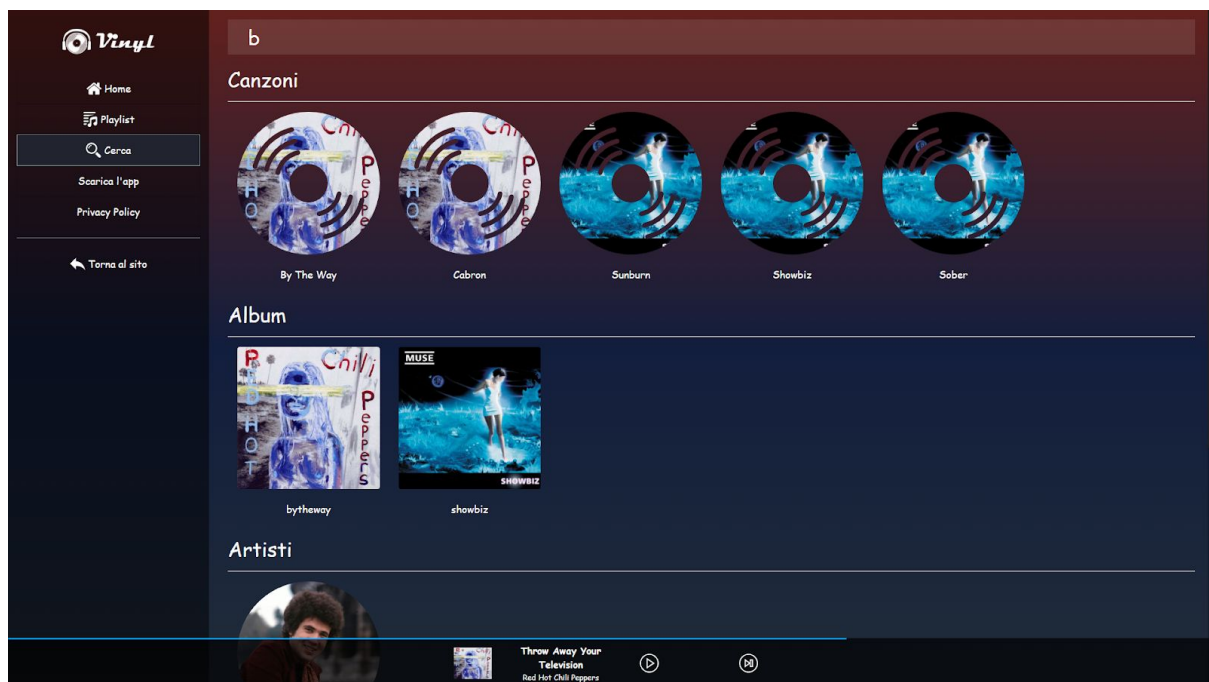 Vinyl
Home
Playlist
Cerca
Scarica l'app
Privacy Policy
Torna al sito
b
Canzoni
By The Way
Cabron
Sunburn
Showbiz
Sober
Album
RED HOT Chili Peppers
MUSE
SHOWBIZ
bytheway
showbiz
Artisti
Throw Away Your
Television
Red Hot Chili Peppers